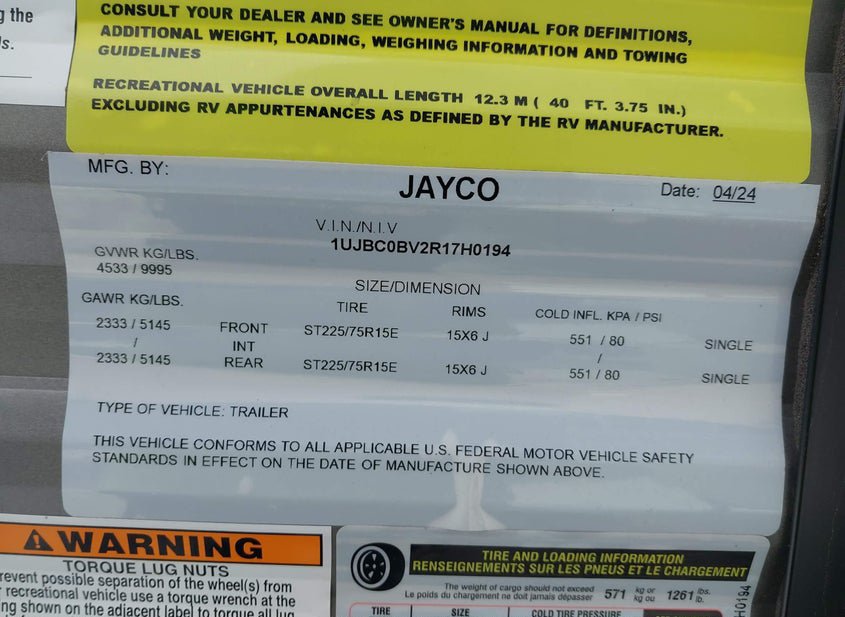 g the
s.
CONSULT YOUR DEALER AND SEE OWNER'S MANUAL FOR DEFINITIONS,
ADDITIONAL WEIGHT, LOADING, WEIGHING INFORMATION AND TOWING
GUIDELINES
RECREATIONAL VEHICLE OVERALL LENGTH 12.3 M ( 40 FT. 3.75 IN.)
EXCLUDING RV APPURTENANCES AS DEFINED BY THE RV MANUFACTURER.
MFG. BY: JAYCO Date: 04/24
V.I.N./N.I.V
1UJBC0BV2R17H0194
GVWR KG/LBS.
4533 / 9995
SIZE/DIMENSION
GAWR KG/LBS. TIRE RIMS COLD INFL. KPA / PSI
2333 / 5145 FRONT ST225/75R15E 15X6 J 551 / 80 SINGLE
/ INT /
2333 / 5145 REAR ST225/75R15E 15X6 J 551 / 80 SINGLE
TYPE OF VEHICLE: TRAILER
THIS VEHICLE CONFORMS TO ALL APPLICABLE U.S. FEDERAL MOTOR VEHICLE SAFETY
STANDARDS IN EFFECT ON THE DATE OF MANUFACTURE SHOWN ABOVE.
WARNING
TORQUE LUG NUTS
revent possible separation of the wheel(s) from
recreational vehicle use a torque wrench at the
ng shown on the adjacent label to torque all lug
TIRE AND LOADING INFORMATION
RENSEIGNEMENTS SUR LES PNEUS ET LE CHARGEMENT
The weight of cargo should not exceed
Le poids du chargement ne doit jamais dépasser 571 kg or kg ou 1261 lbs. lb.
TIRE SIZE COLD TIRE PRESSURE
H0194